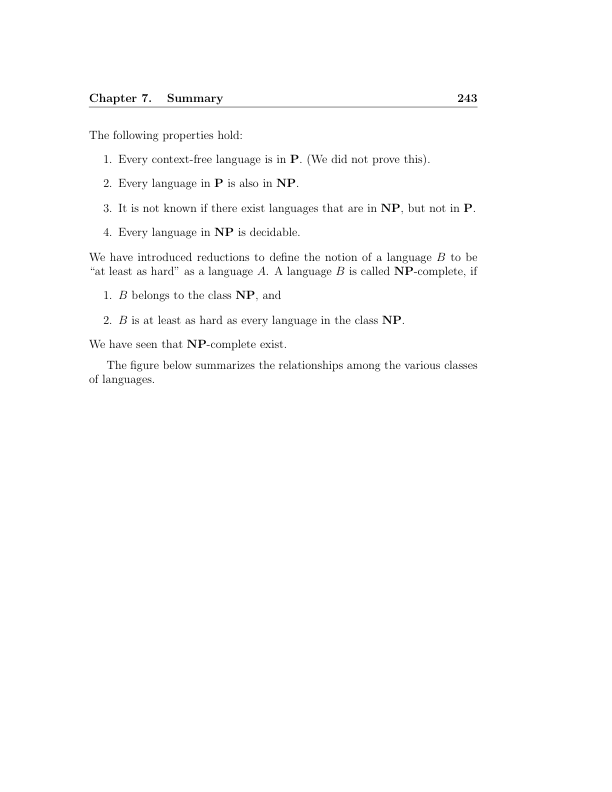 Chapter 7. Summary 243
The following properties hold:
1. Every context-free language is in P. (We did not prove this).
2. Every language in P is also in NP.
3. It is not known if there exist languages that are in NP, but not in P.
4. Every language in NP is decidable.
We have introduced reductions to define the notion of a language B to be
“at least as hard” as a language A. A language B is called NP-complete, if
1. B belongs to the class NP, and
2. B is at least as hard as every language in the class NP.
We have seen that NP-complete exist.
The figure below summarizes the relationships among the various classes
of languages.